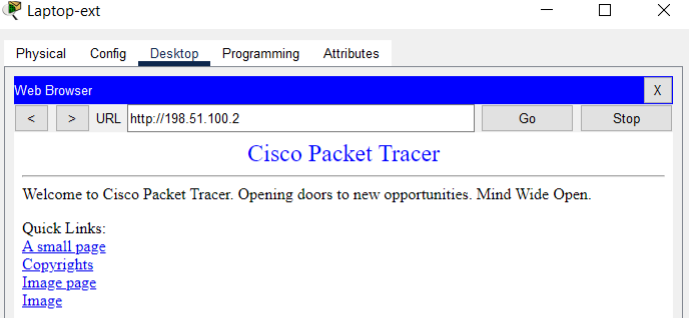 Laptop-ext
Physical Config Desktop Programming Attributes
Web Browser X
< > URL http://198.51.100.2 Go Stop
Cisco Packet Tracer
Welcome to Cisco Packet Tracer. Opening doors to new opportunities. Mind Wide Open.
Quick Links:
A small page
Copyrights
Image page
Image